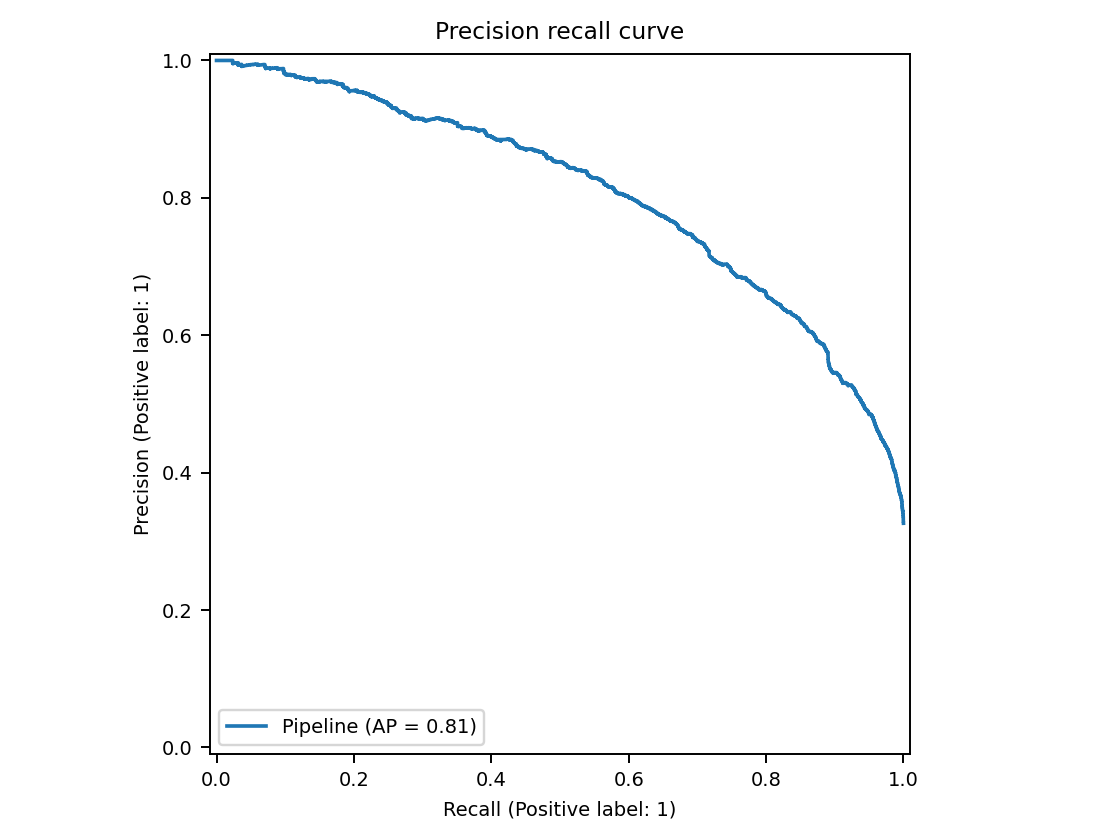 Precision recall curve
1.0
0.8
0.6
0.4
0.2
0.0
Precision (Positive label: 1)
Pipeline (AP = 0.81)
0.0 0.2 0.4 0.6 0.8 1.0
Recall (Positive label: 1)